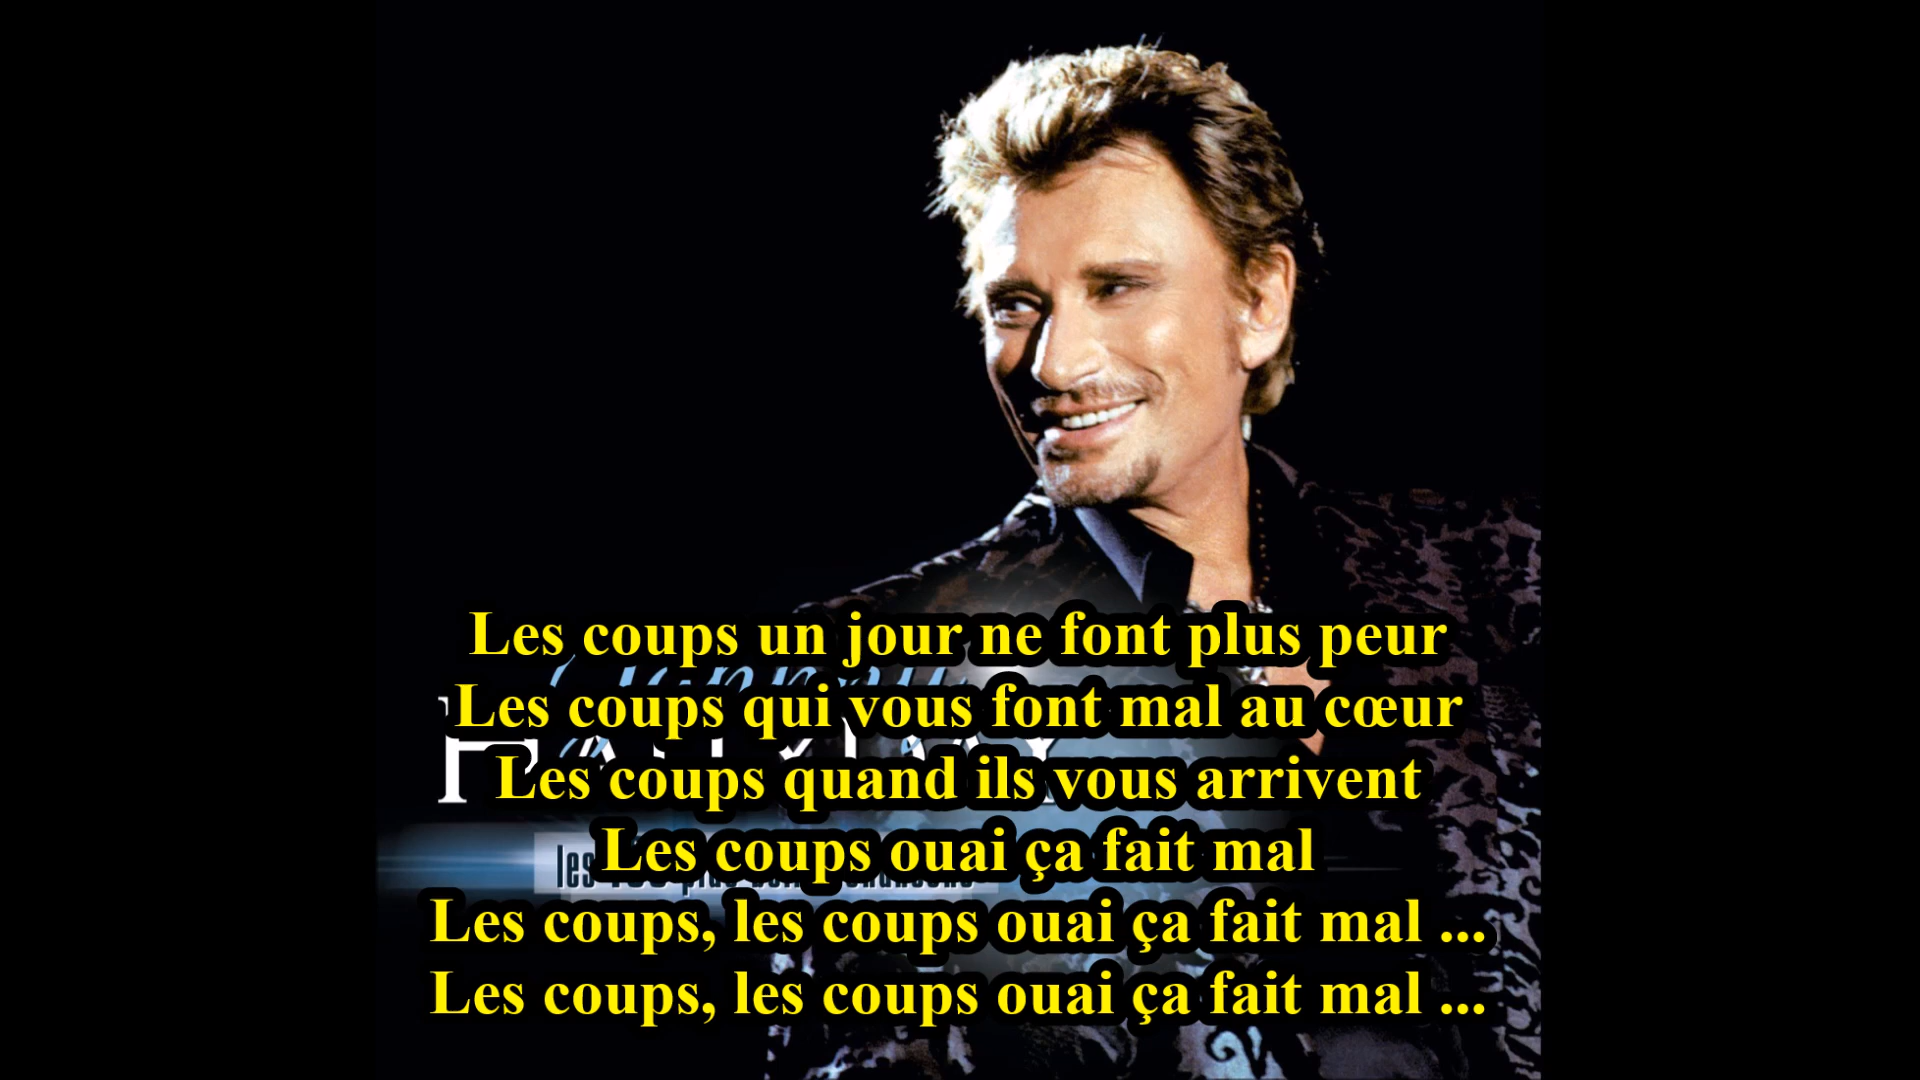 Les coups un jour ne font plus peur
Les coups qui vous font mal au cœur
Les coups quand ils vous arrivent
Les coups ouai ça fait mal
les
Les coups, les coups ouai ça fait mal ...
Les coups, les coups ouai ça fait mal ...